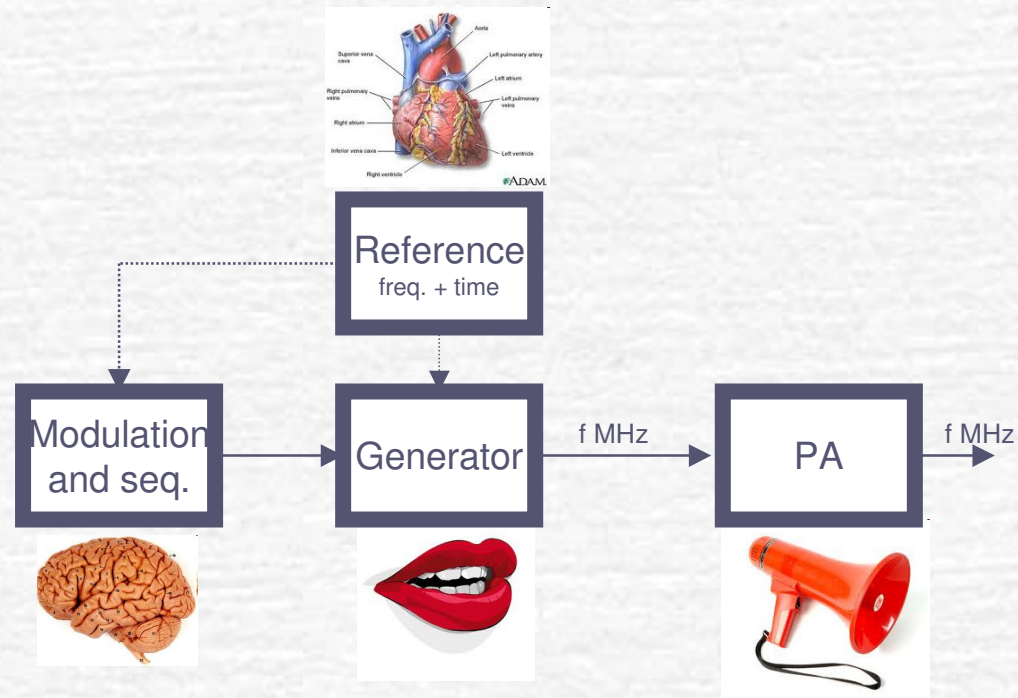 Aorta
Superior vena
cava
Left pulmonary artery
Left atrium
Right pulmonary
veins
Left pulmonary
veins
Right atrium
Inferior vena cava
Left ventricle
Right ventricle
ADAM.
Reference
freq. + time
Modulation
and seq.
Generator
f MHz
PA
f MHz